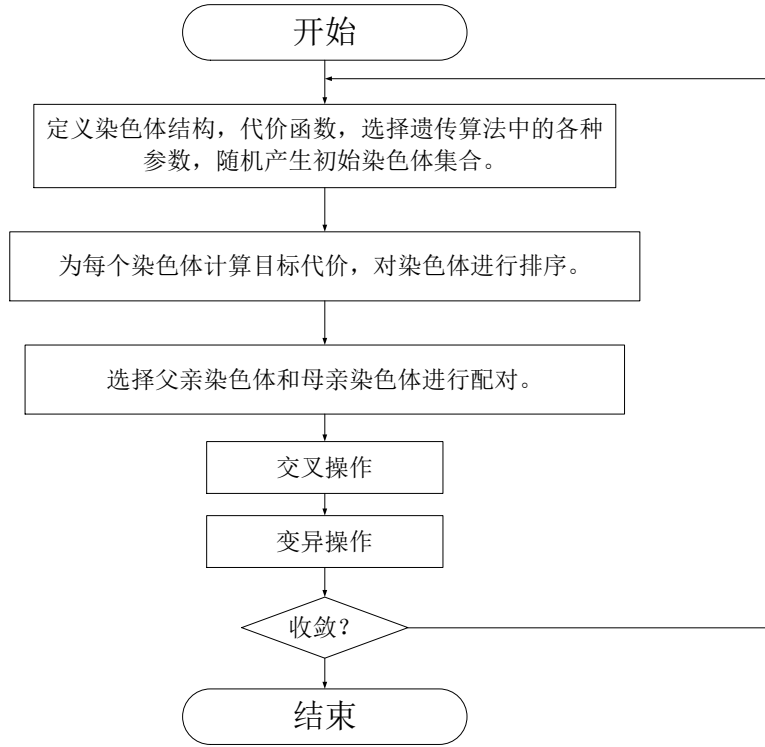 开始
定义染色体结构，代价函数，选择遗传算法中的各种
参数，随机产生初始染色体集合。
为每个染色体计算目标代价，对染色体进行排序。
选择父亲染色体和母亲染色体进行配对。
交叉操作
变异操作
收敛？
结束